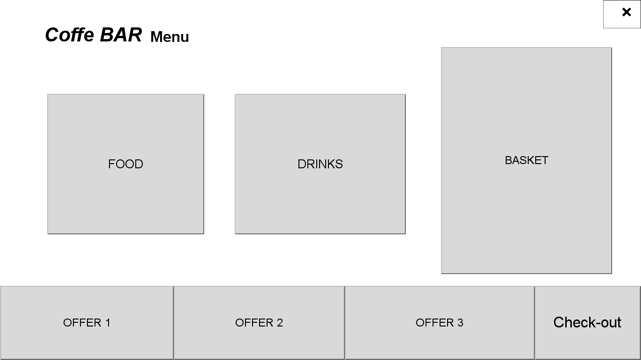 ×
Coffe BAR Menu
FOOD
DRINKS
BASKET
OFFER 1
OFFER 2
OFFER 3
Check-out